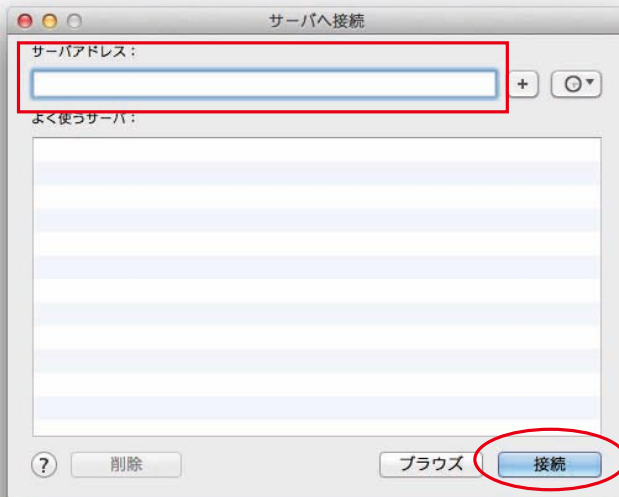 サーバへ接続
サーバアドレス：
+
よく使うサーバ：
?
削除
ブラウズ
接続